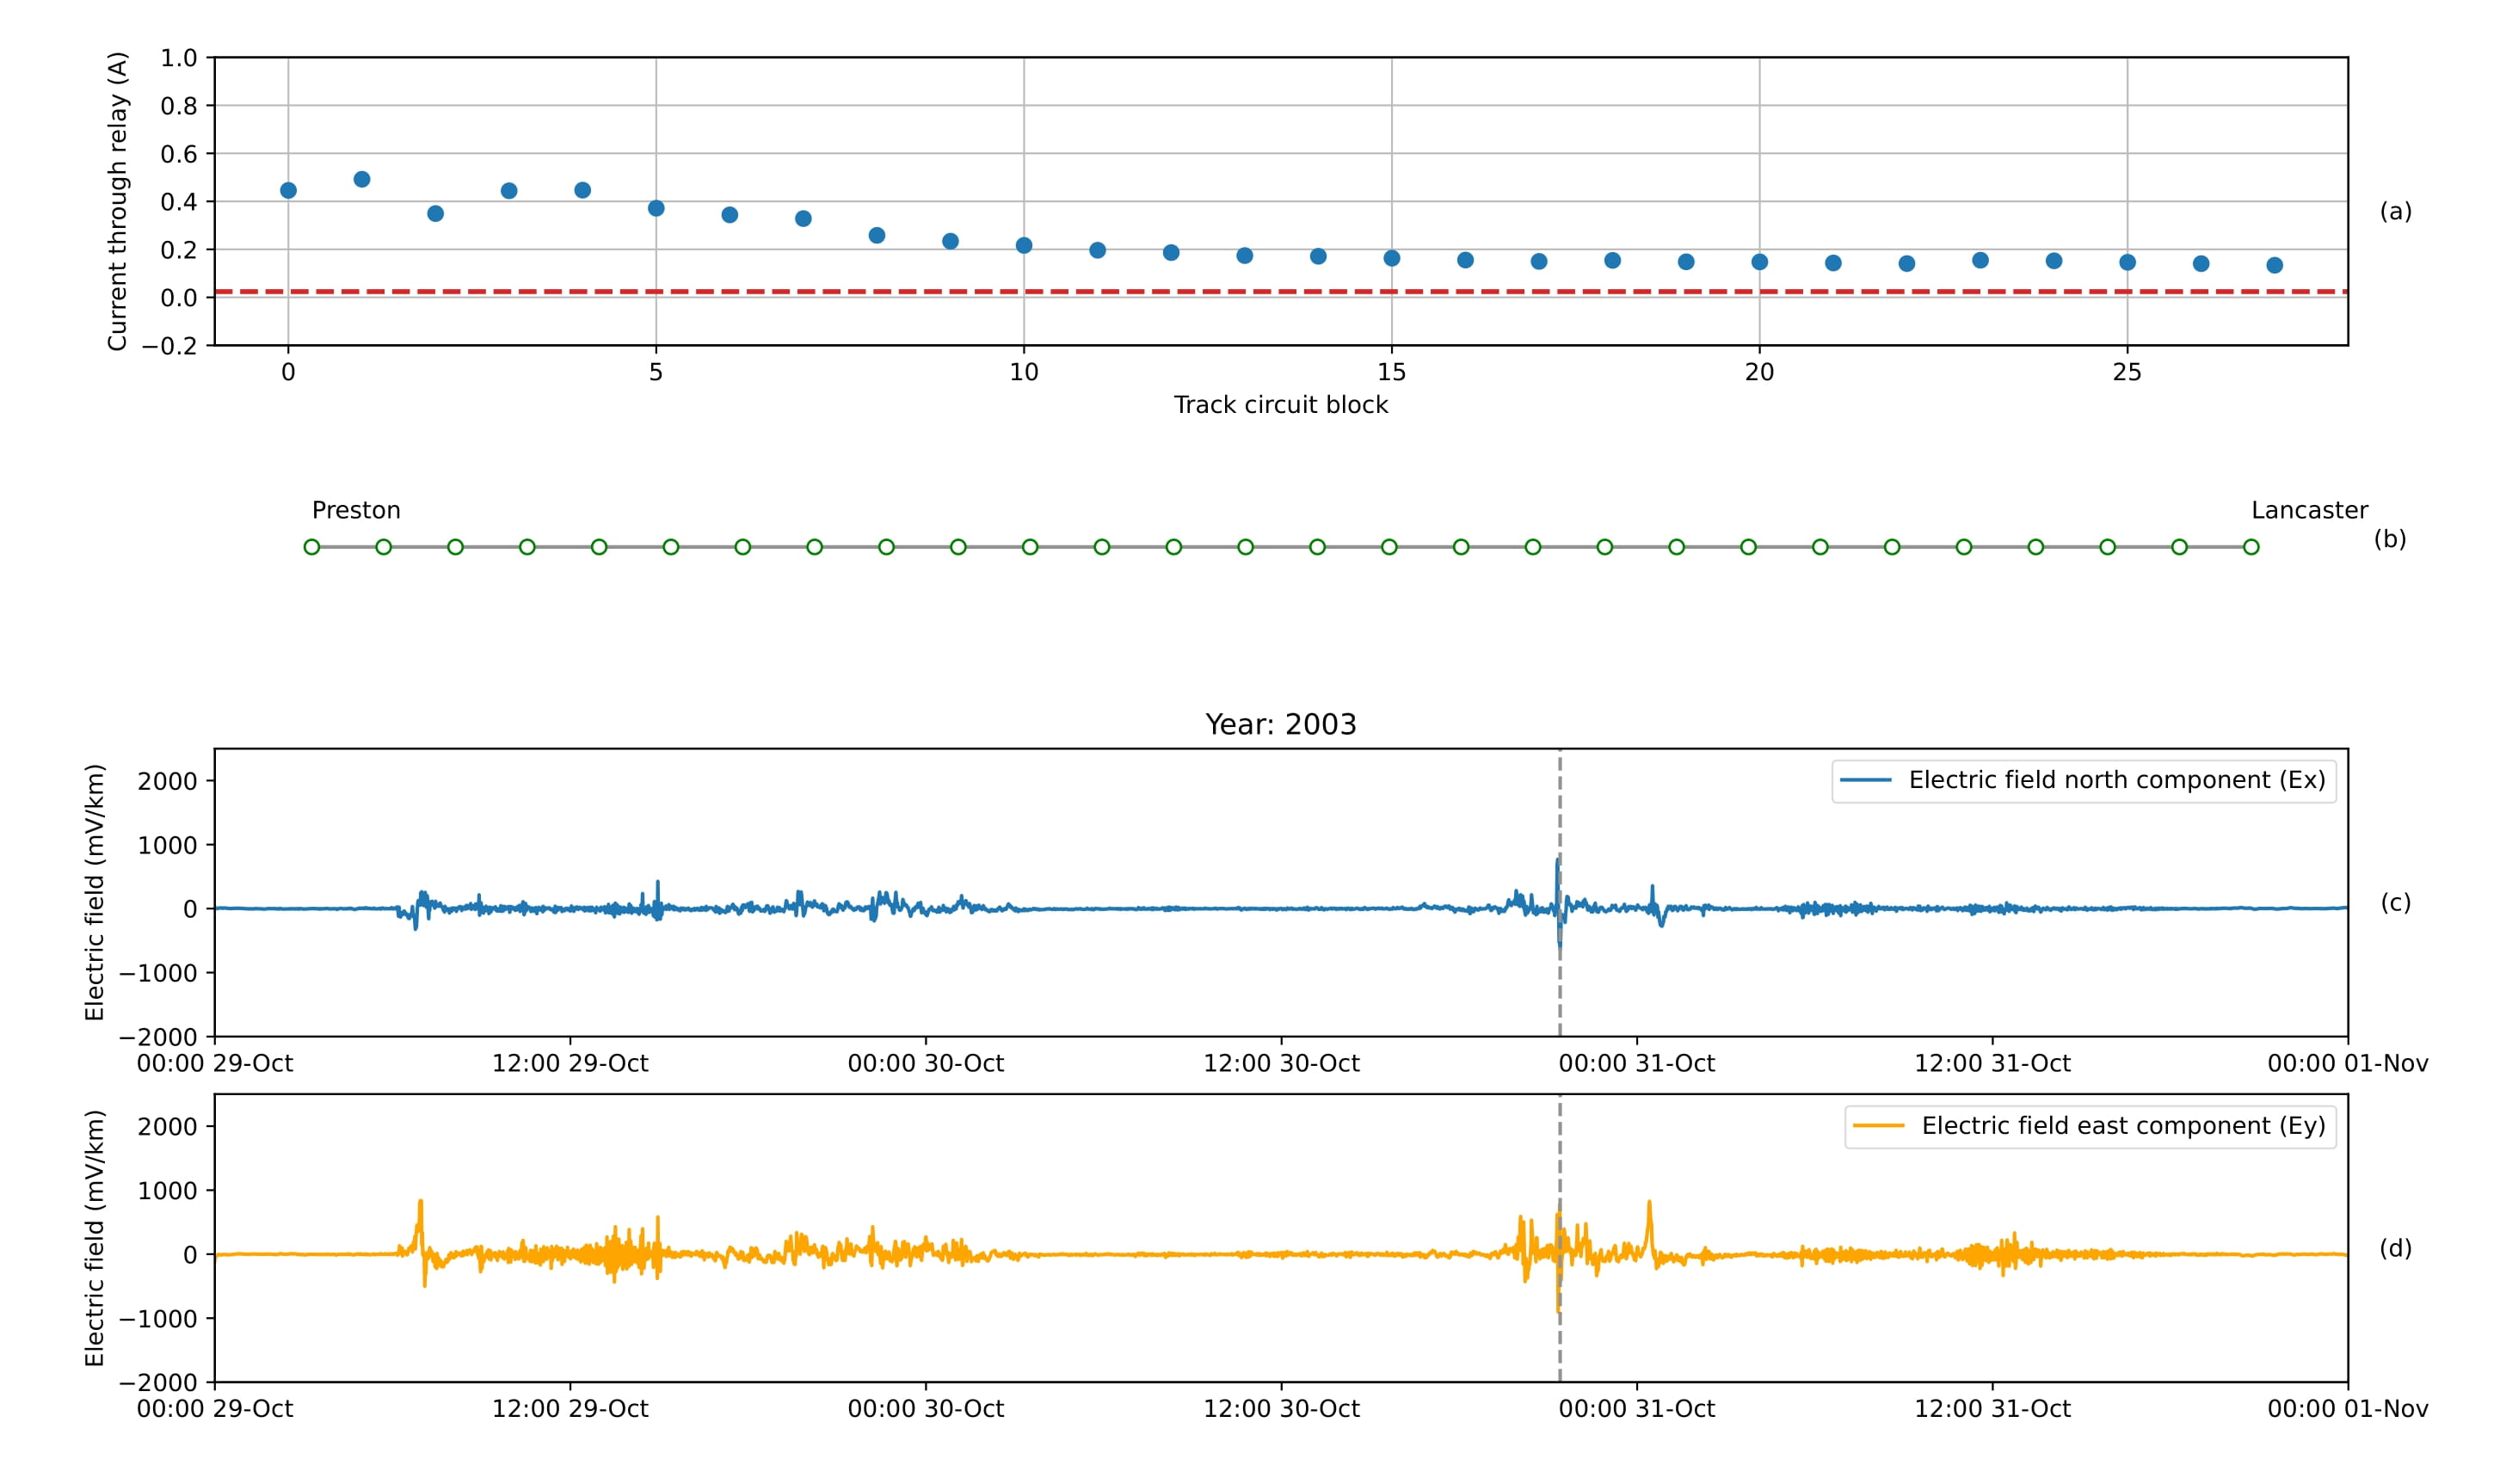 1.0
0.8
0.6
0.4
0.2
0.0
−0.2
Current through relay (A)
0 5 10 15 20 25
Track circuit block
(a)
Preston Lancaster
(b)
Year: 2003
2000
1000
0
−1000
−2000
Electric field (mV/km)
Electric field north component (Ex)
(c)
00:00 29-Oct 12:00 29-Oct 00:00 30-Oct 12:00 30-Oct 00:00 31-Oct 12:00 31-Oct 00:00 01-Nov
2000
1000
0
−1000
−2000
Electric field (mV/km)
Electric field east component (Ey)
(d)
00:00 29-Oct 12:00 29-Oct 00:00 30-Oct 12:00 30-Oct 00:00 31-Oct 12:00 31-Oct 00:00 01-Nov